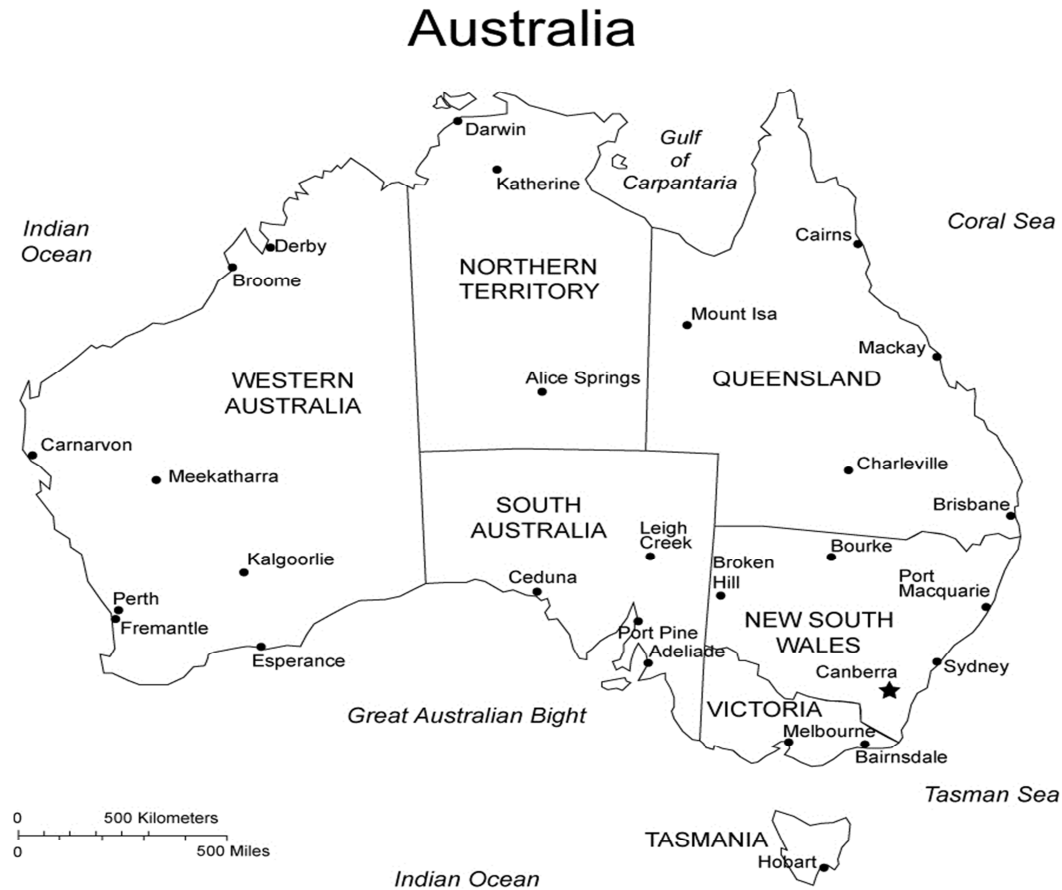 Australia
Darwin
Gulf
of
Carpantaria
Katherine
Indian
Ocean
Coral Sea
Cairns
Derby
Broome
NORTHERN
TERRITORY
Mount Isa
Mackay
WESTERN
AUSTRALIA
Alice Springs
QUEENSLAND
Carnarvon
Meekatharra
Charleville
SOUTH
AUSTRALIA
Brisbane
Leigh
Creek
Bourke
Kalgoorlie
Broken
Hill
Ceduna
Port
Macquarie
Perth
Fremantle
Port Pine
NEW SOUTH
WALES
Adeliade
Esperance
Canberra
Sydney
Great Australian Bight
VICTORIA
Melbourne
Bairnsdale
Tasman Sea
0 500 Kilometers
0 500 Miles
TASMANIA
Hobart
Indian Ocean